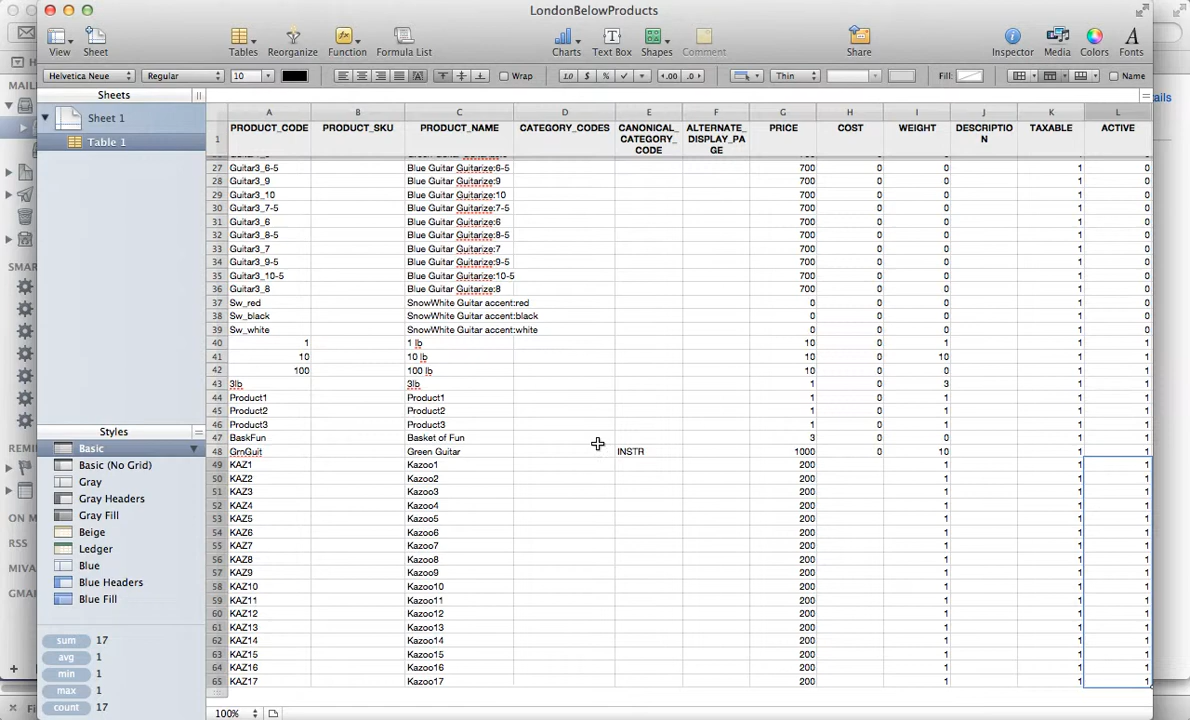 LondonBelowProducts
View Sheet Tables Reorganize Function Formula List Charts Text Box Shapes Comment Share Inspector Media Colors Fonts
Helvetica Neue Regular 10 Wrap Thin Fill: Name
Sheets
Sheet 1
Table 1
A B C D E F G H I J K L
1 PRODUCT_CODE PRODUCT_SKU PRODUCT_NAME CATEGORY_CODES CANONICAL_CATEGORY_CODE ALTERNATE_DISPLAY_PAGE PRICE COST WEIGHT DESCRIPTION TAXABLE ACTIVE
27 Guitar3_6-5 Blue Guitar Guitarize:6-5 700 0 0 1 0
28 Guitar3_9 Blue Guitar Guitarize:9 700 0 0 1 0
29 Guitar3_10 Blue Guitar Guitarize:10 700 0 0 1 0
30 Guitar3_7-5 Blue Guitar Guitarize:7-5 700 0 0 1 0
31 Guitar3_6 Blue Guitar Guitarize:6 700 0 0 1 0
32 Guitar3_8-5 Blue Guitar Guitarize:8-5 700 0 0 1 0
33 Guitar3_7 Blue Guitar Guitarize:7 700 0 0 1 0
34 Guitar3_9-5 Blue Guitar Guitarize:9-5 700 0 0 1 0
35 Guitar3_10-5 Blue Guitar Guitarize:10-5 700 0 0 1 0
36 Guitar3_8 Blue Guitar Guitarize:8 700 0 0 1 0
37 Sw_red SnowWhite Guitar accent:red 0 0 0 1 0
38 Sw_black SnowWhite Guitar accent:black 0 0 0 1 0
39 Sw_white SnowWhite Guitar accent:white 0 0 0 1 0
40 1 1 lb 10 0 1 1 1
41 10 10 lb 10 0 10 1 1
42 100 100 lb 10 0 1 1 1
43 3lb 3lb 1 0 3 1 1
44 Product1 Product1 1 0 1 1 1
45 Product2 Product2 1 0 1 1 1
46 Product3 Product3 1 0 1 1 1
47 BaskFun Basket of Fun 3 0 0 1 1
48 GrnGuit Green Guitar INSTR 1000 0 10 1 1
49 KAZ1 Kazoo1 200 1 1 1
50 KAZ2 Kazoo2 200 1 1 1
51 KAZ3 Kazoo3 200 1 1 1
52 KAZ4 Kazoo4 200 1 1 1
53 KAZ5 Kazoo5 200 1 1 1
54 KAZ6 Kazoo6 200 1 1 1
55 KAZ7 Kazoo7 200 1 1 1
56 KAZ8 Kazoo8 200 1 1 1
57 KAZ9 Kazoo9 200 1 1 1
58 KAZ10 Kazoo10 200 1 1 1
59 KAZ11 Kazoo11 200 1 1 1
60 KAZ12 Kazoo12 200 1 1 1
61 KAZ13 Kazoo13 200 1 1 1
62 KAZ14 Kazoo14 200 1 1 1
63 KAZ15 Kazoo15 200 1 1 1
64 KAZ16 Kazoo16 200 1 1 1
65 KAZ17 Kazoo17 200 1 1 1
Styles
Basic
Basic (No Grid)
Gray
Gray Headers
Gray Fill
Beige
Ledger
Blue
Blue Headers
Blue Fill
sum 17
avg 1
min 1
max 1
count 17
100%
MAIL
SMAR
REMI
ON M
RSS
MIVA
GMAI
ails